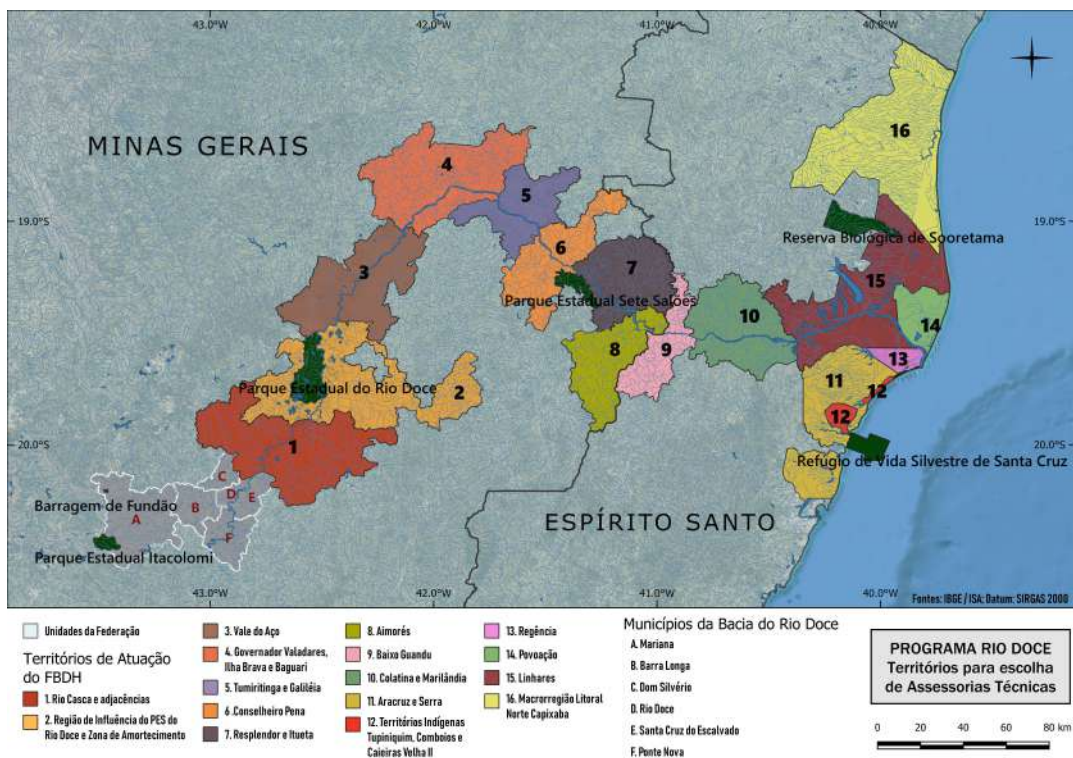 43.0°W
42.0°W
41.0°W
40.0°W
MINAS GERAIS
16
4
5
19.0°S
19.0°S
Reserva Biológica de Sooretama
3
6
7
15
Parque Estadual Sete Salões
10
14
8
9
13
Parque Estadual do Rio Doce
2
11
12
12
1
20.0°S
20.0°S
Refúgio de Vida Silvestre de Santa Cruz
C
D
E
Barragem de Fundão
B
A
F
ESPÍRITO SANTO
Parque Estadual Itacolomi
43.0°W
42.0°W
41.0°W
40.0°W
Fontes: IBGE / ISA; Datum: SIRGAS 2000
Unidades da Federação
Territórios de Atuação
do FBDH
1. Rio Casca e adjacências
2. Região de Influência do PES do
Rio Doce e Zona de Amortecimento
3. Vale do Aço
4. Governador Valadares,
Ilha Brava e Baguari
5. Tumiritinga e Galiléia
6 .Conselheiro Pena
7. Resplendor e Itueta
8. Aimorés
9. Baixo Guandu
10. Colatina e Marilândia
11. Aracruz e Serra
12. Territórios Indígenas
Tupiniquim, Comboios e
Caieiras Velha II
13. Regência
14. Povoação
15. Linhares
16. Macrorregião Litoral
Norte Capixaba
Municípios da Bacia do Rio Doce
A. Mariana
B. Barra Longa
C. Dom Silvério
D. Rio Doce
E. Santa Cruz do Escalvado
F. Ponte Nova
PROGRAMA RIO DOCE
Territórios para escolha
de Assessorias Técnicas
0 20 40 60 80 km